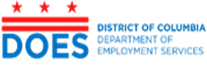 DOES
DISTRICT OF COLUMBIA
DEPARTMENT OF
EMPLOYMENT SERVICES